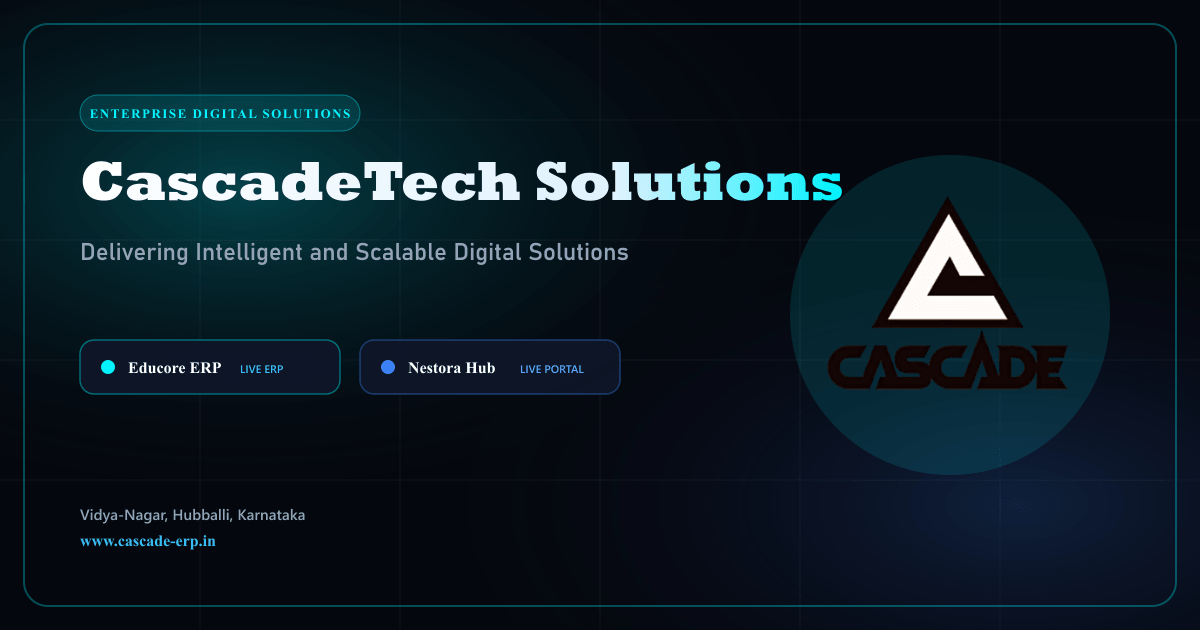 ENTERPRISE DIGITAL SOLUTIONS
CascadeTech Solutions
Delivering Intelligent and Scalable Digital Solutions
Educore ERP LIVE ERP
Nestora Hub LIVE PORTAL
CASCADE
Vidya-Nagar, Hubballi, Karnataka
www.cascade-erp.in